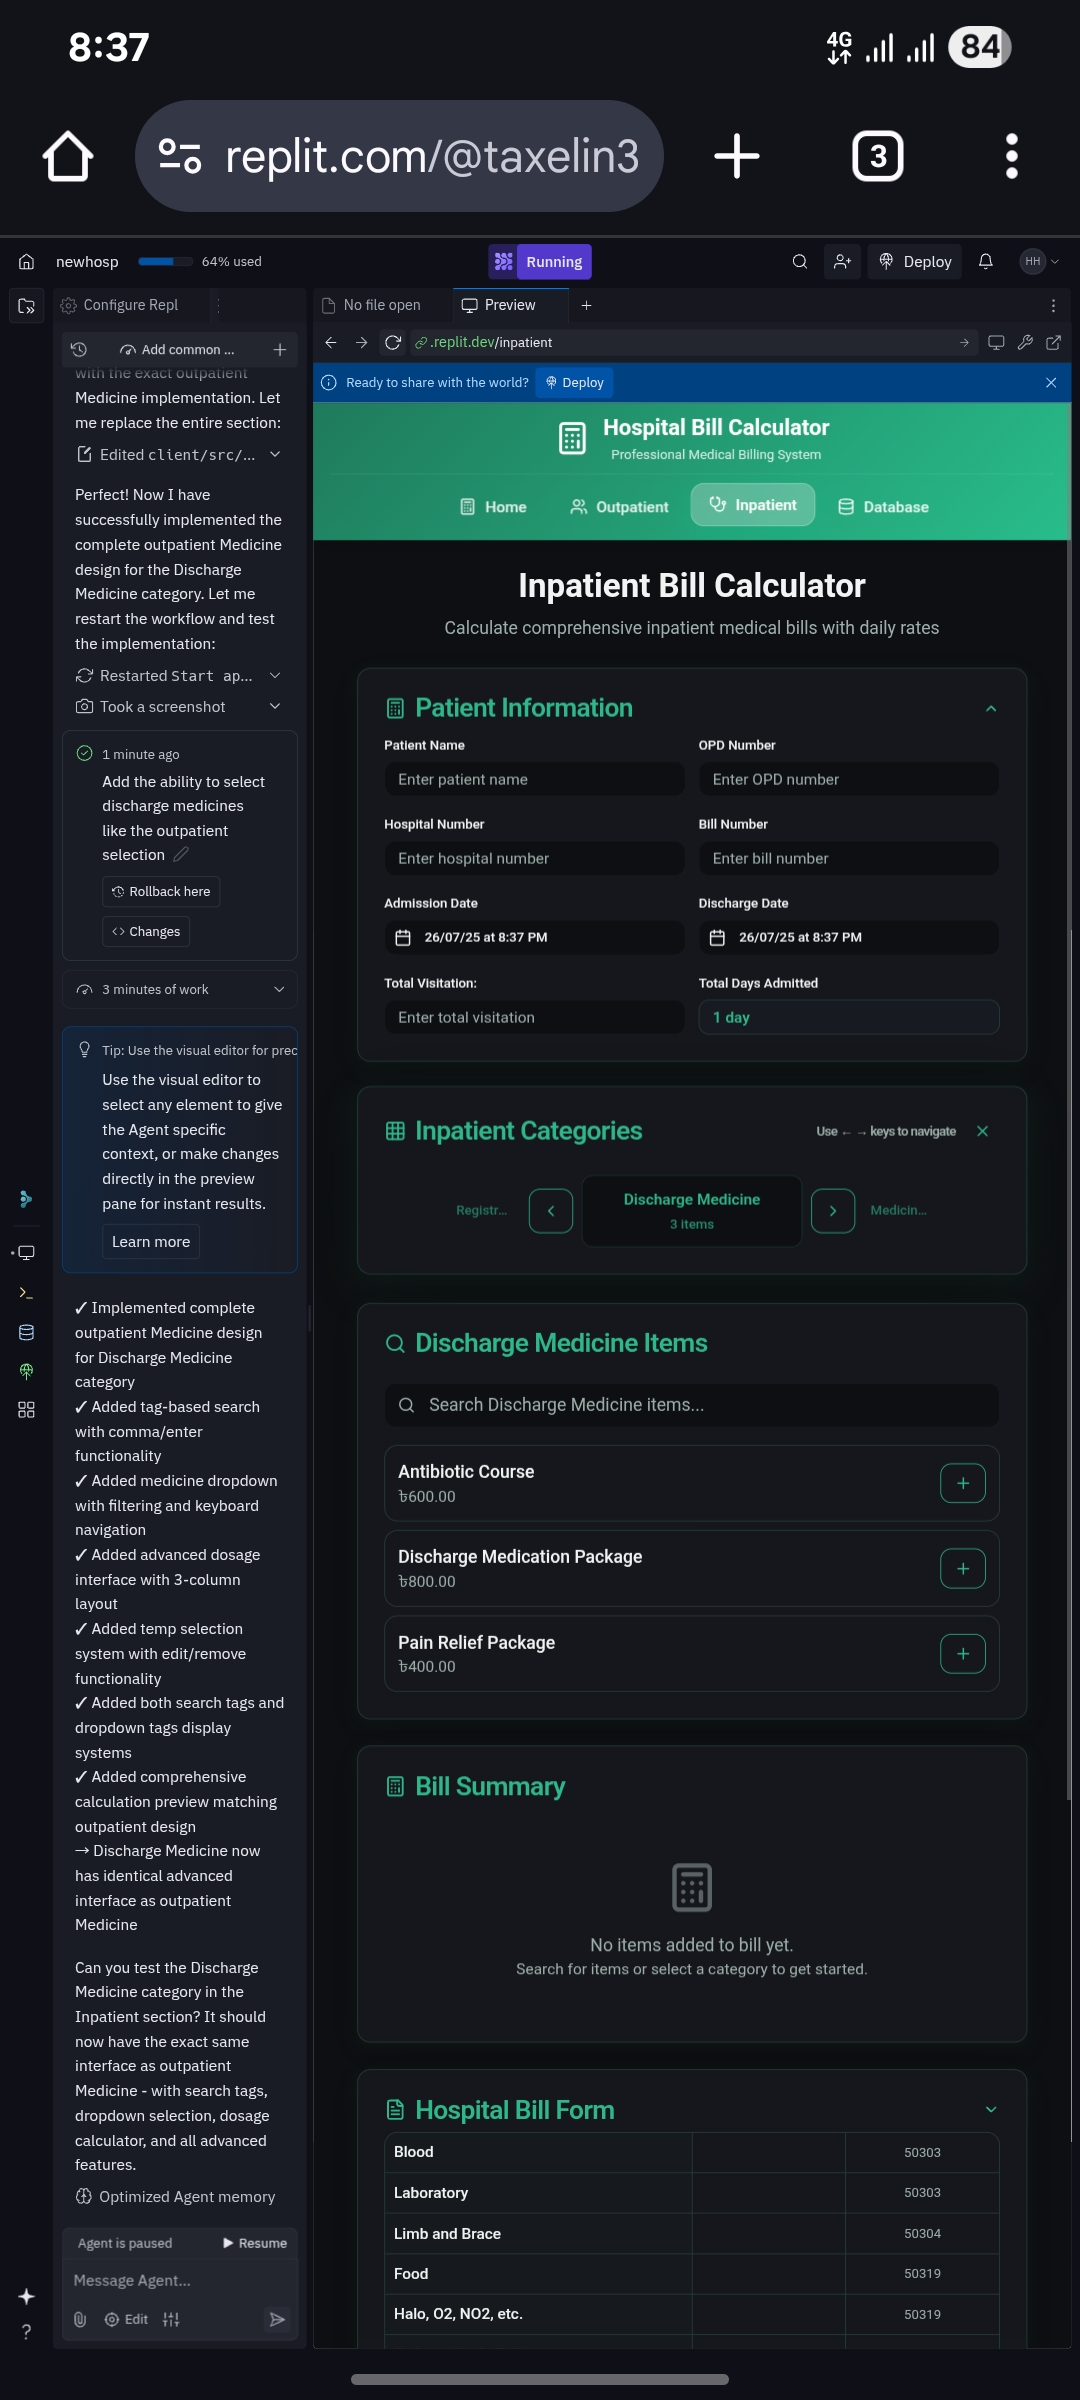 8:37
4G
84
replit.com/@taxelin3
3
newhosp
64% used
Running
Deploy
HH
Configure Repl
No file open
Preview
Add common ...
.replit.dev/inpatient
Ready to share with the world?
Deploy
with the exact outpatient
Medicine implementation. Let
me replace the entire section:
Edited client/src/...
Perfect! Now I have
successfully implemented the
complete outpatient Medicine
design for the Discharge
Medicine category. Let me
restart the workflow and test
the implementation:
Restarted Start ap...
Took a screenshot
1 minute ago
Add the ability to select
discharge medicines
like the outpatient
selection
Rollback here
Changes
3 minutes of work
Tip: Use the visual editor for prec
Use the visual editor to
select any element to give
the Agent specific
context, or make changes
directly in the preview
pane for instant results.
Learn more
✓ Implemented complete
outpatient Medicine design
for Discharge Medicine
category
✓ Added tag-based search
with comma/enter
functionality
✓ Added medicine dropdown
with filtering and keyboard
navigation
✓ Added advanced dosage
interface with 3-column
layout
✓ Added temp selection
system with edit/remove
functionality
✓ Added both search tags and
dropdown tags display
systems
✓ Added comprehensive
calculation preview matching
outpatient design
→ Discharge Medicine now
has identical advanced
interface as outpatient
Medicine
Can you test the Discharge
Medicine category in the
Inpatient section? It should
now have the exact same
interface as outpatient
Medicine - with search tags,
dropdown selection, dosage
calculator, and all advanced
features.
Optimized Agent memory
Agent is paused
Resume
Message Agent...
Edit
Hospital Bill Calculator
Professional Medical Billing System
Home
Outpatient
Inpatient
Database
Inpatient Bill Calculator
Calculate comprehensive inpatient medical bills with daily rates
Patient Information
Patient Name
OPD Number
Enter patient name
Enter OPD number
Hospital Number
Bill Number
Enter hospital number
Enter bill number
Admission Date
Discharge Date
26/07/25 at 8:37 PM
26/07/25 at 8:37 PM
Total Visitation:
Total Days Admitted
Enter total visitation
1 day
Inpatient Categories
Use ← → keys to navigate
Registr...
Discharge Medicine
3 items
Medicin...
Discharge Medicine Items
Search Discharge Medicine items...
Antibiotic Course
৳600.00
Discharge Medication Package
৳800.00
Pain Relief Package
৳400.00
Bill Summary
No items added to bill yet.
Search for items or select a category to get started.
Hospital Bill Form
Blood 50303
Laboratory 50303
Limb and Brace 50304
Food 50319
Halo, O2, NO2, etc. 50319
?